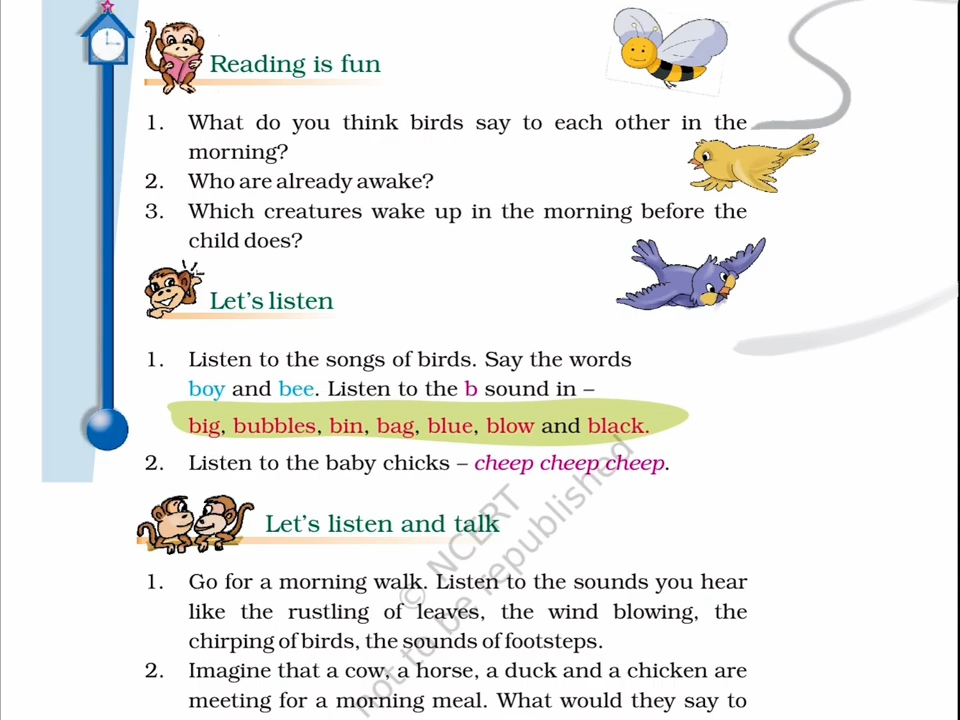 Reading is fun
1. What do you think birds say to each other in the
morning?
2. Who are already awake?
3. Which creatures wake up in the morning before the
child does?
Let's listen
1. Listen to the songs of birds. Say the words
boy and bee. Listen to the b sound in –
big, bubbles, bin, bag, blue, blow and black.
2. Listen to the baby chicks – cheep cheep cheep.
Let's listen and talk
1. Go for a morning walk. Listen to the sounds you hear
like the rustling of leaves, the wind blowing, the
chirping of birds, the sounds of footsteps.
2. Imagine that a cow, a horse, a duck and a chicken are
meeting for a morning meal. What would they say to
© NCERT
not to be republished